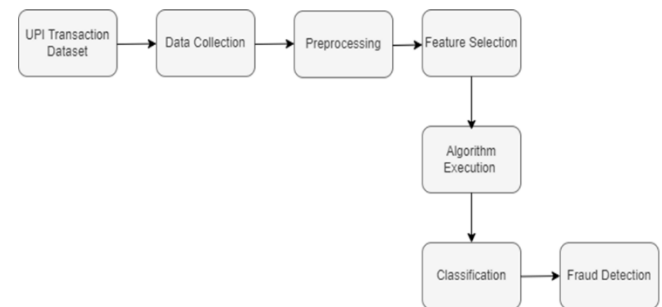 UPI Transaction
Dataset
Data Collection
Preprocessing
Feature Selection
Algorithm
Execution
Classification
Fraud Detection